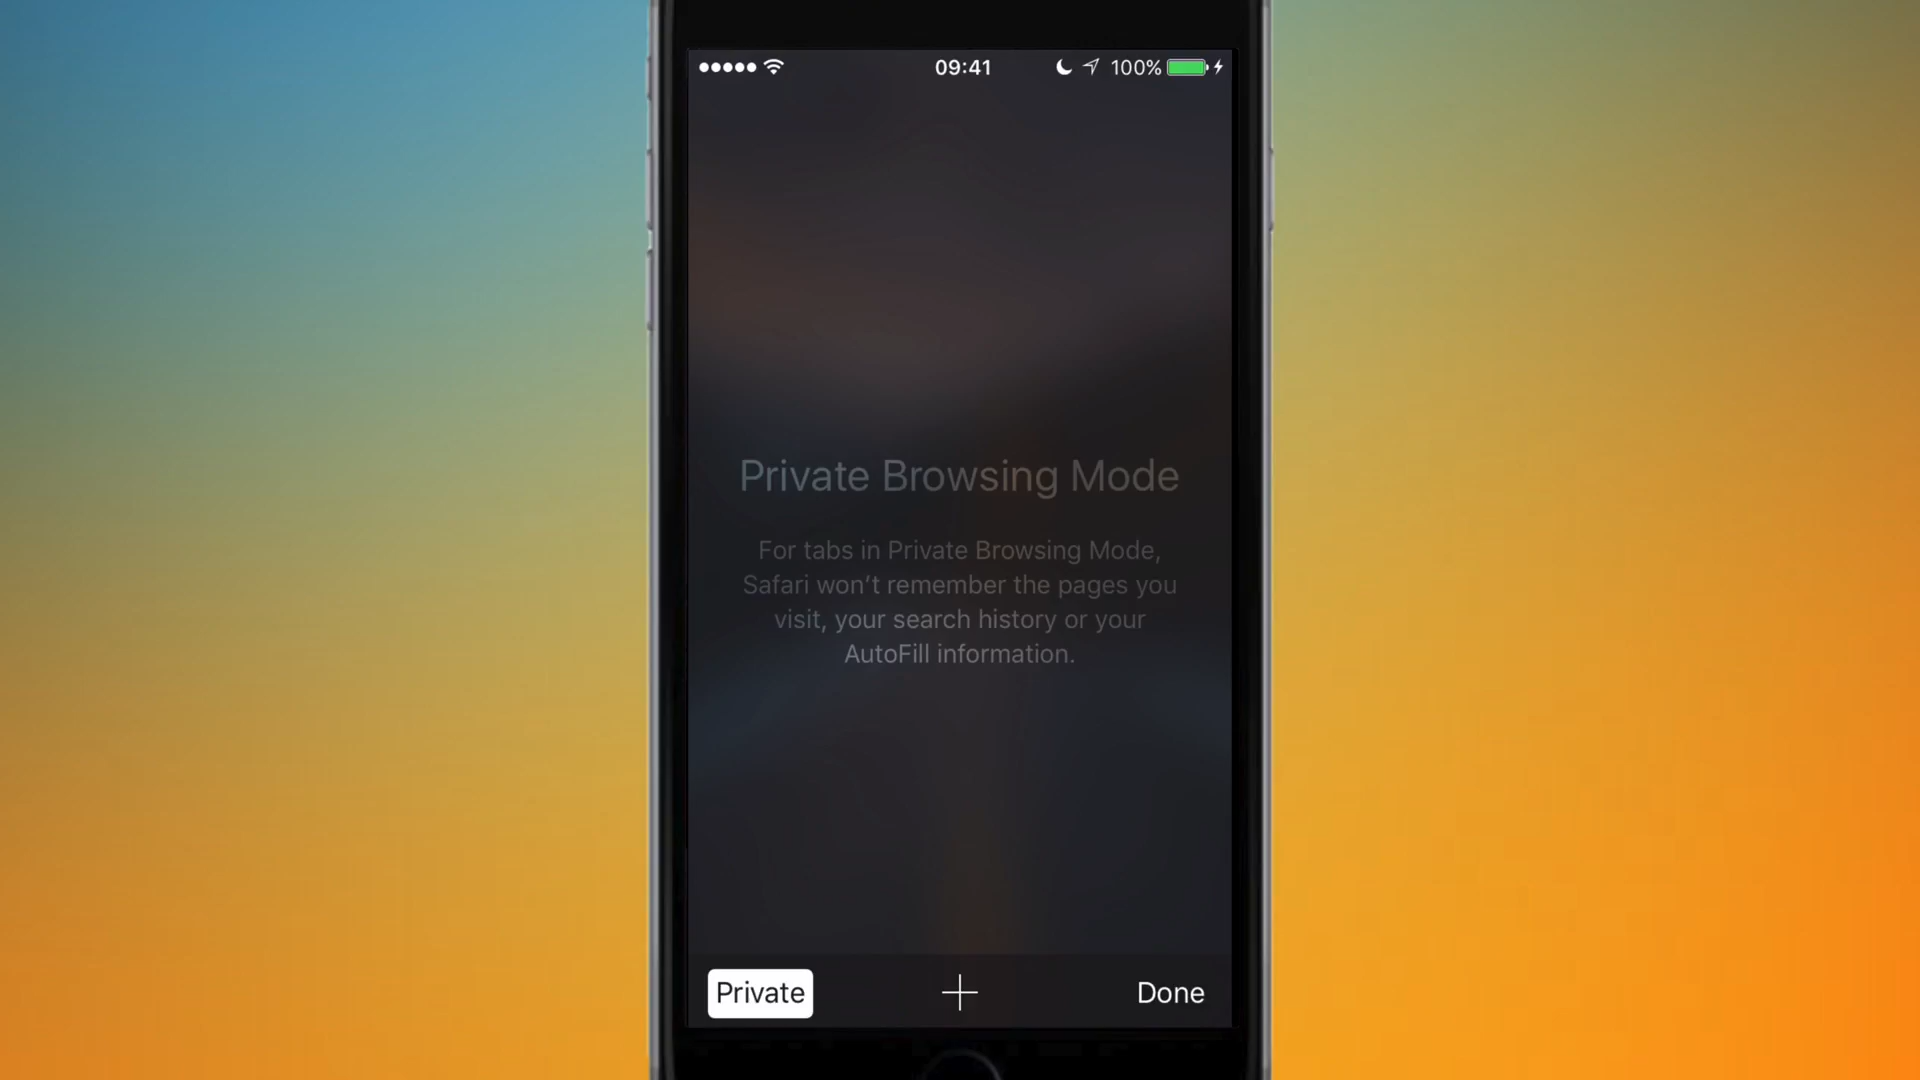 09:41
100%
Private Browsing Mode
For tabs in Private Browsing Mode,
Safari won’t remember the pages you
visit, your search history or your
AutoFill information.
Private
Done